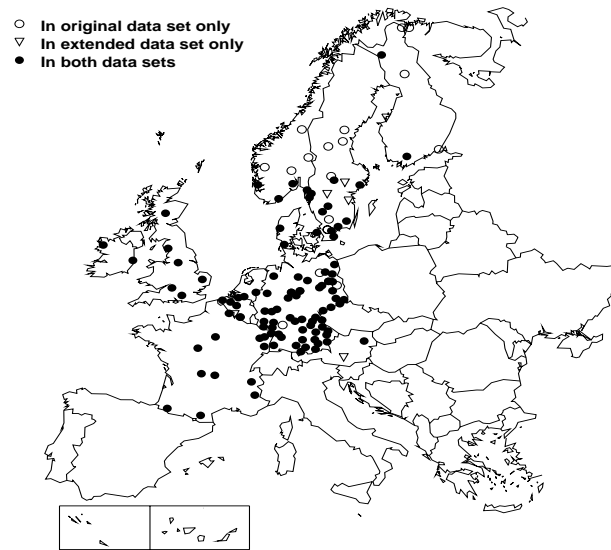 In original data set only
In extended data set only
In both data sets